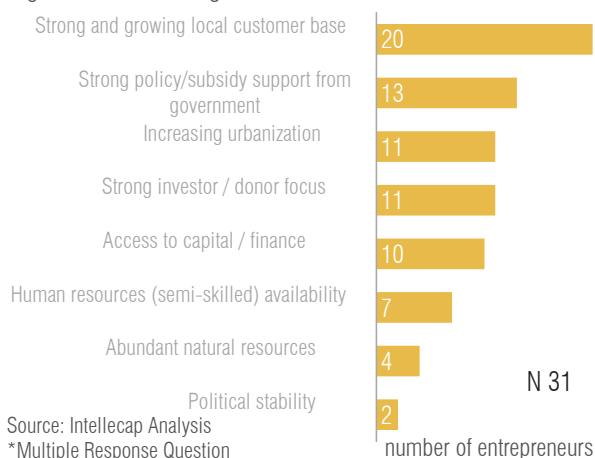 Strong and growing local customer base
20
Strong policy/subsidy support from
government
13
Increasing urbanization
11
Strong investor / donor focus
11
Access to capital / finance
10
Human resources (semi-skilled) availability
7
Abundant natural resources
4
N 31
Political stability
2
Source: Intellecap Analysis
*Multiple Response Question
number of entrepreneurs